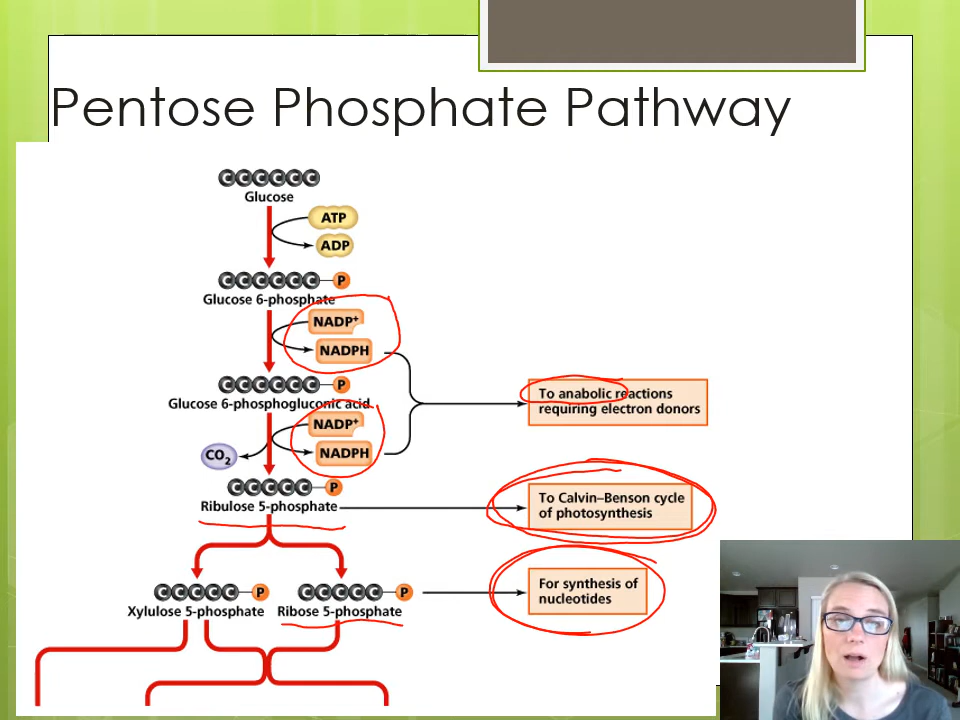 Pentose Phosphate Pathway
CCCCCC
Glucose
ATP
ADP
CCCCCC P
Glucose 6-phosphate
NADP+
NADPH
CCCCCC P
Glucose 6-phosphogluconic acid
To anabolic reactions
requiring electron donors
NADP+
CO2
NADPH
CCCCC P
Ribulose 5-phosphate
To Calvin–Benson cycle
of photosynthesis
CCCCC P
Xylulose 5-phosphate
CCCCC P
Ribose 5-phosphate
For synthesis of
nucleotides